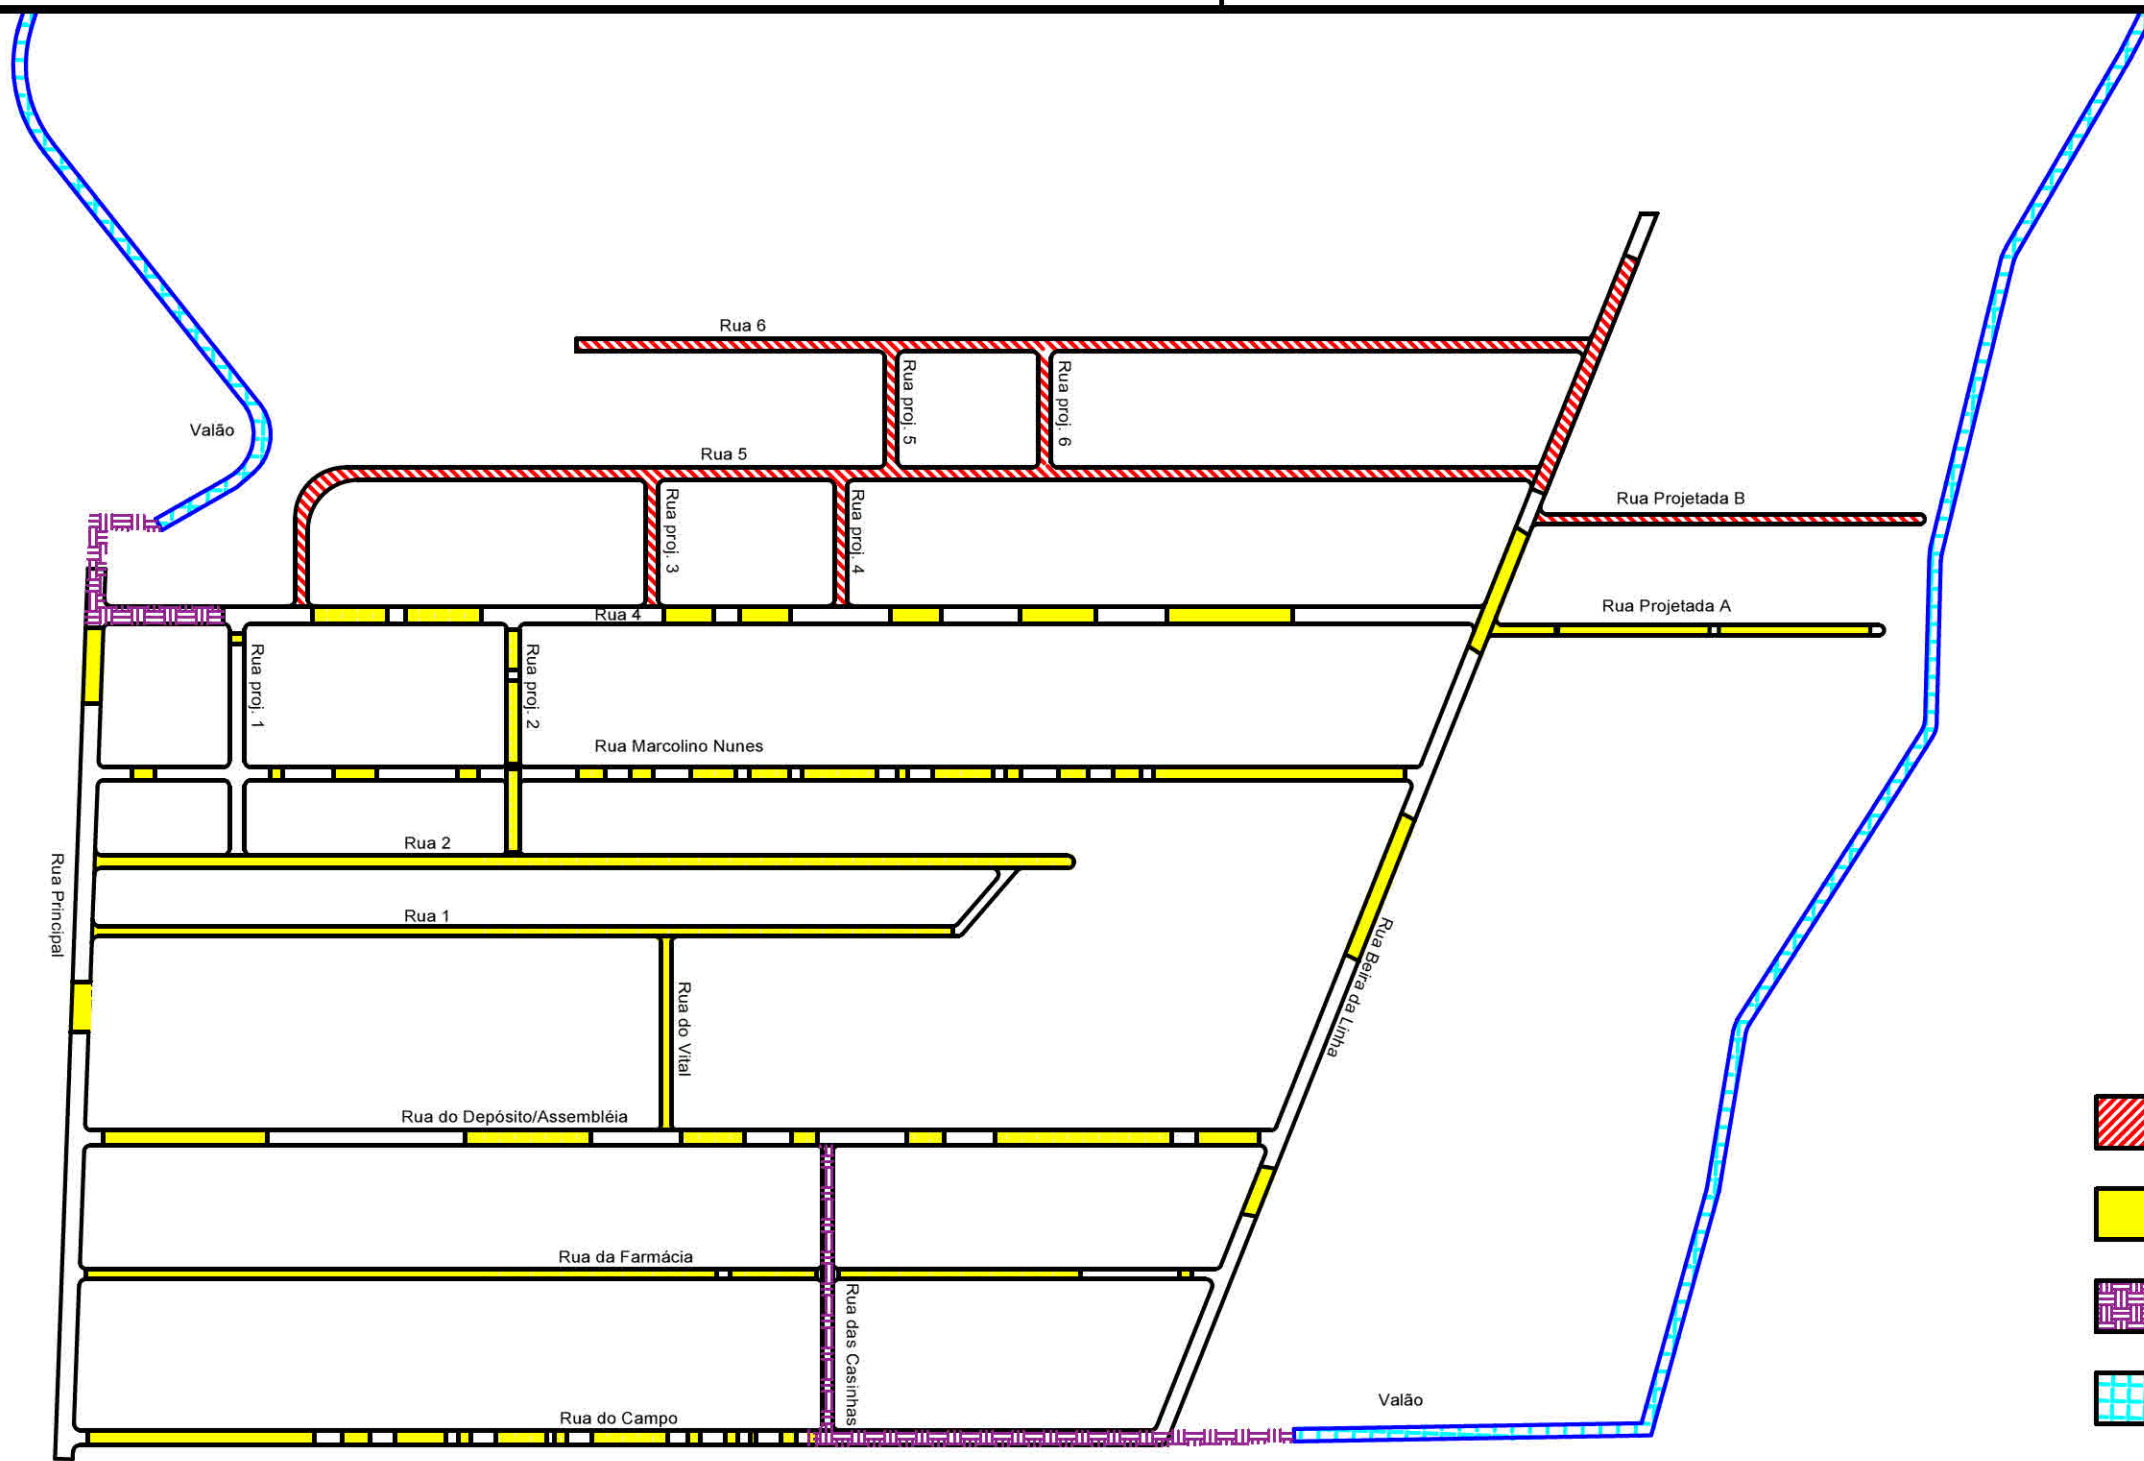 Rua 6
Rua proj. 5
Rua proj. 6
Valão
Rua 5
Rua proj. 3
Rua proj. 4
Rua Projetada B
Rua 4
Rua Projetada A
Rua proj. 1
Rua proj. 2
Rua Marcolino Nunes
Rua 2
Rua Principal
Rua 1
Rua Beira da Linha
Rua do Vital
Rua do Depósito/Assembléia
Rua da Farmácia
Rua das Casinhas
Valão
Rua do Campo